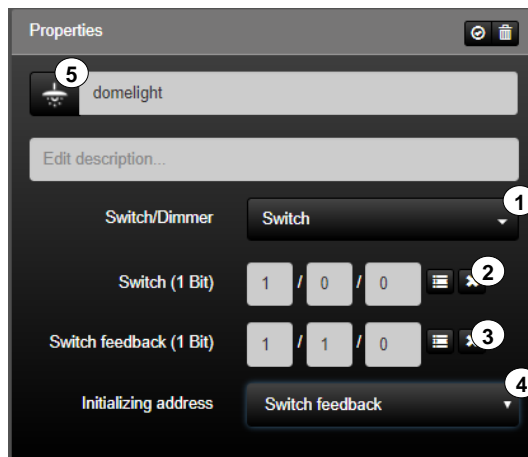 Properties
5
domelight
Edit description...
Switch/Dimmer Switch 1
Switch (1 Bit) 1 / 0 / 0 2
Switch feedback (1 Bit) 1 / 1 / 0 3
Initializing address Switch feedback 4